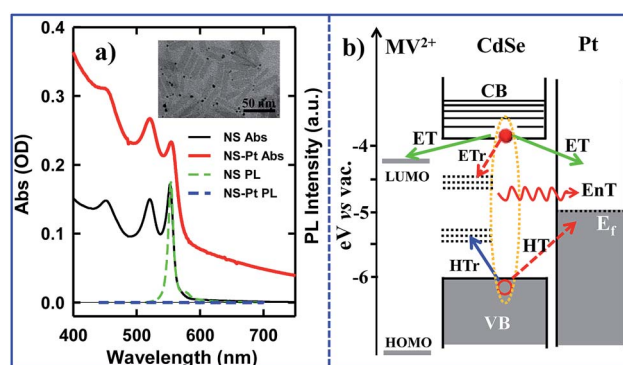 a)
0.4
0.3
0.2
0.1
0.0
Abs (OD)
50 nm
NS Abs
NS-Pt Abs
NS PL
NS-Pt PL
PL Intensity (a.u.)
400 500 600 700
Wavelength (nm)
b) MV2+ CdSe Pt
CB
-4
-5
-6
eV vs vac.
ET
ETr
ET
LUMO
EnT
Ef
HT
HTr
VB
HOMO